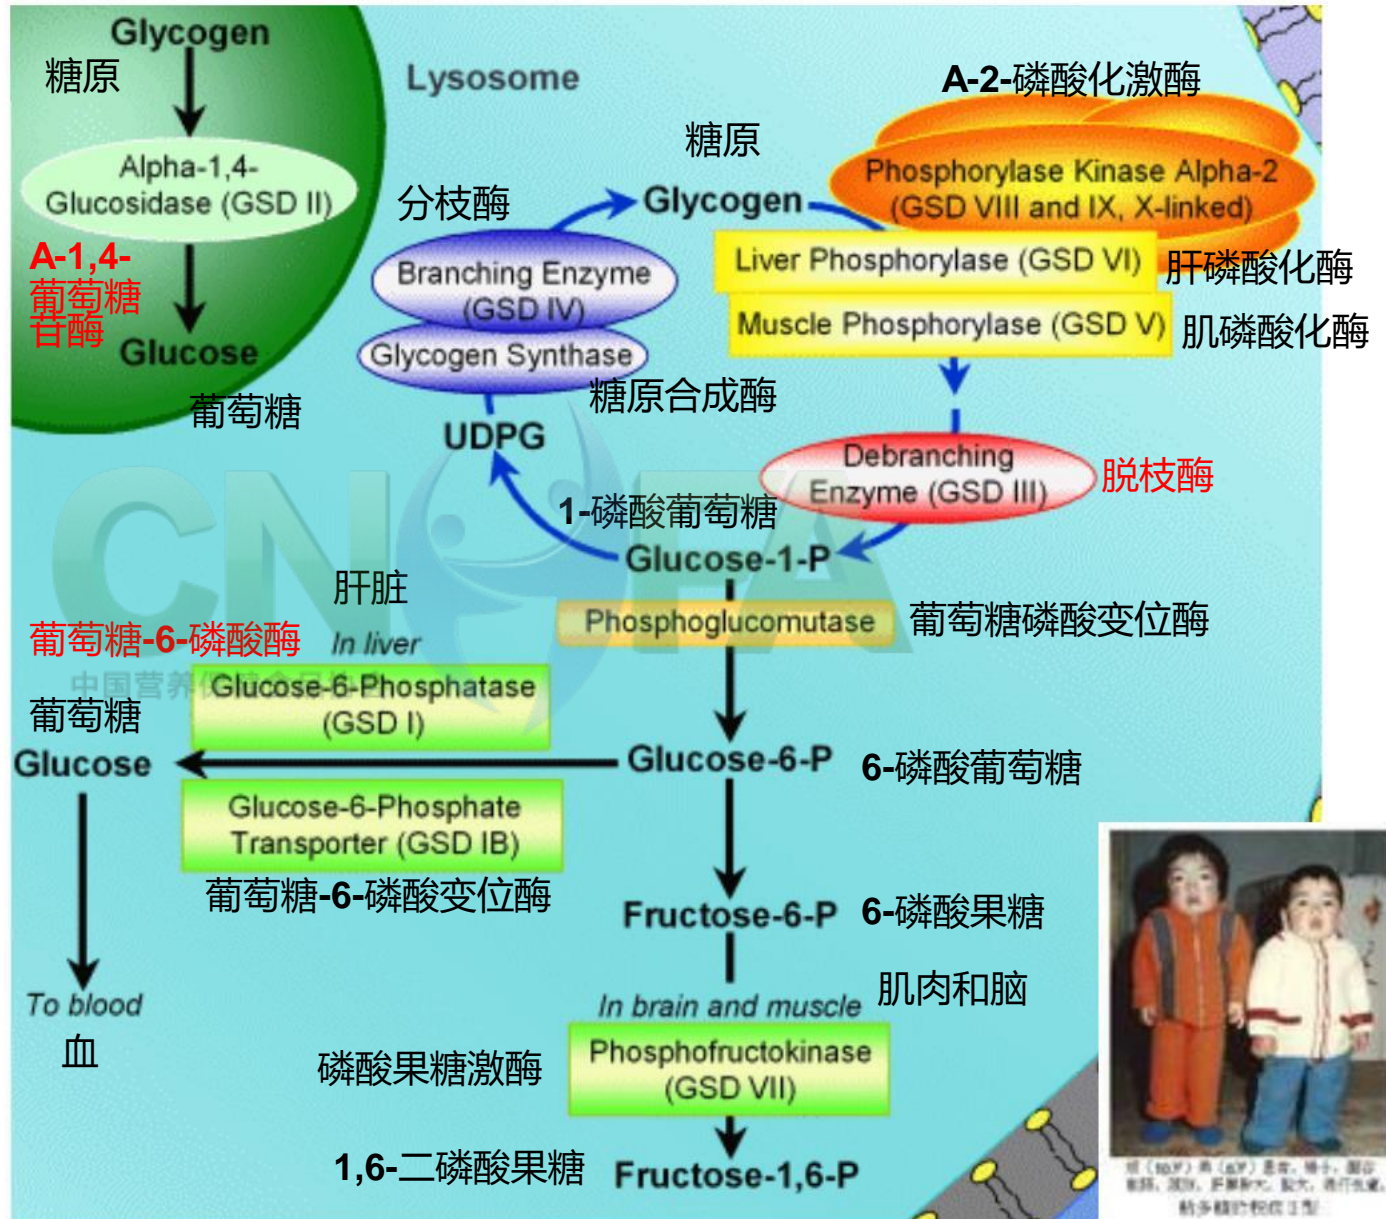 Glycogen
糖原
Lysosome
Alpha-1,4-
Glucosidase (GSD II)
A-1,4-
葡萄糖
苷酶
Glucose
葡萄糖
A-2-磷酸化激酶
糖原
Phosphorylase Kinase Alpha-2
(GSD VIII and IX, X-linked)
分枝酶
Glycogen
Branching Enzyme
(GSD IV)
Liver Phosphorylase (GSD VI)
肝磷酸化酶
Muscle Phosphorylase (GSD V)
肌磷酸化酶
Glycogen Synthase
糖原合成酶
UDPG
Debranching
Enzyme (GSD III)
脱枝酶
1-磷酸葡萄糖
Glucose-1-P
CN FA
肝脏
Phosphoglucomutase
葡萄糖磷酸变位酶
葡萄糖-6-磷酸酶
In liver
中国营养保
Glucose-6-Phosphatase
(GSD I)
葡萄糖
Glucose
Glucose-6-P
6-磷酸葡萄糖
Glucose-6-Phosphate
Transporter (GSD IB)
葡萄糖-6-磷酸变位酶
Fructose-6-P
6-磷酸果糖
To blood
血
In brain and muscle
肌肉和脑
磷酸果糖激酶
Phosphofructokinase
(GSD VII)
1,6-二磷酸果糖
Fructose-1,6-P